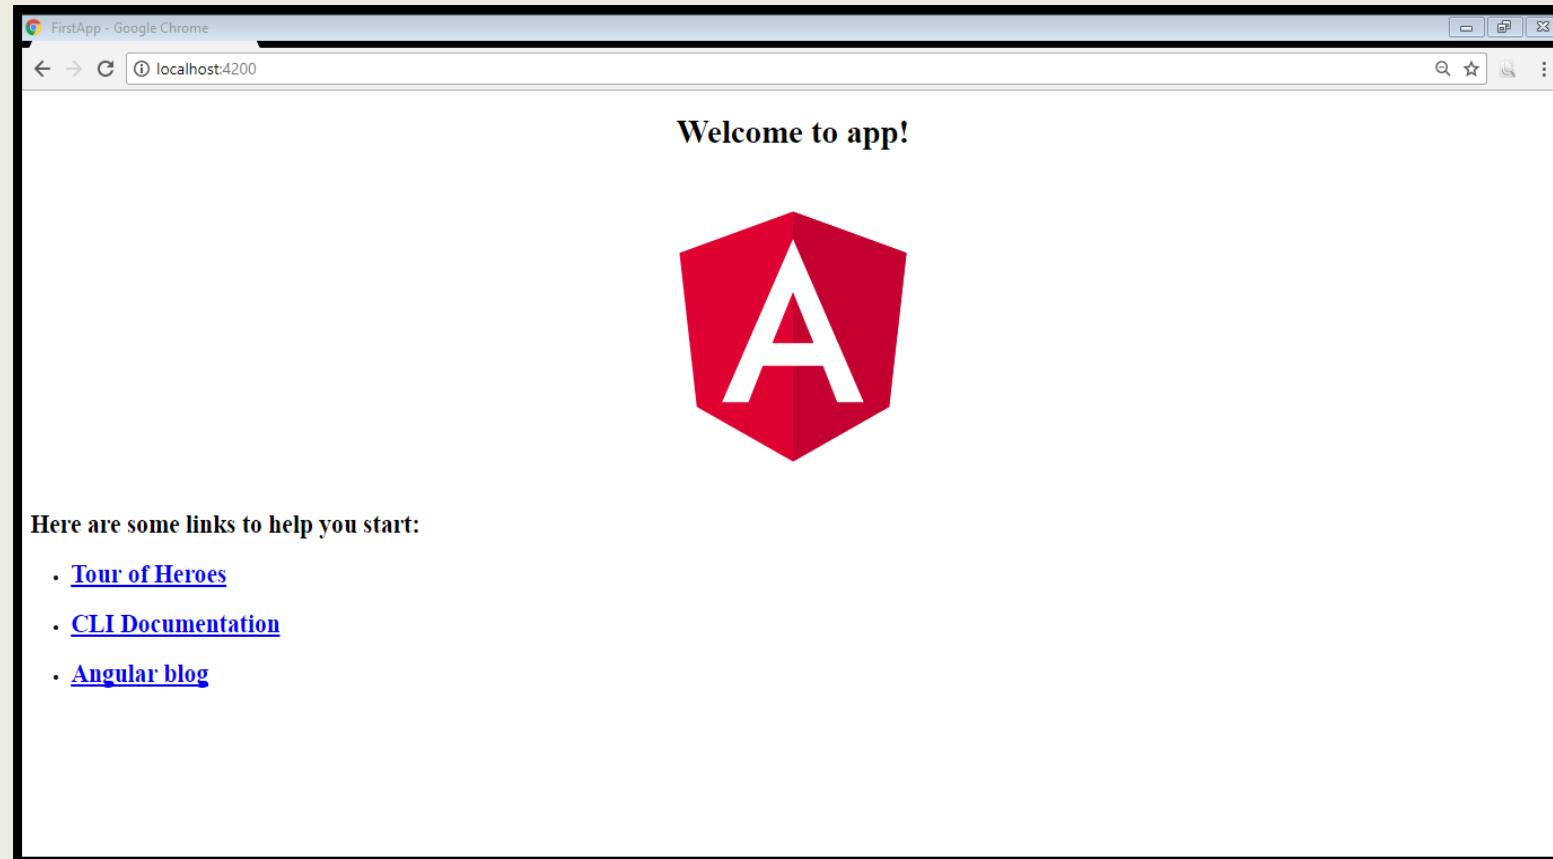 FirstApp - Google Chrome
localhost:4200
Welcome to app!
A
Here are some links to help you start:
Tour of Heroes
CLI Documentation
Angular blog